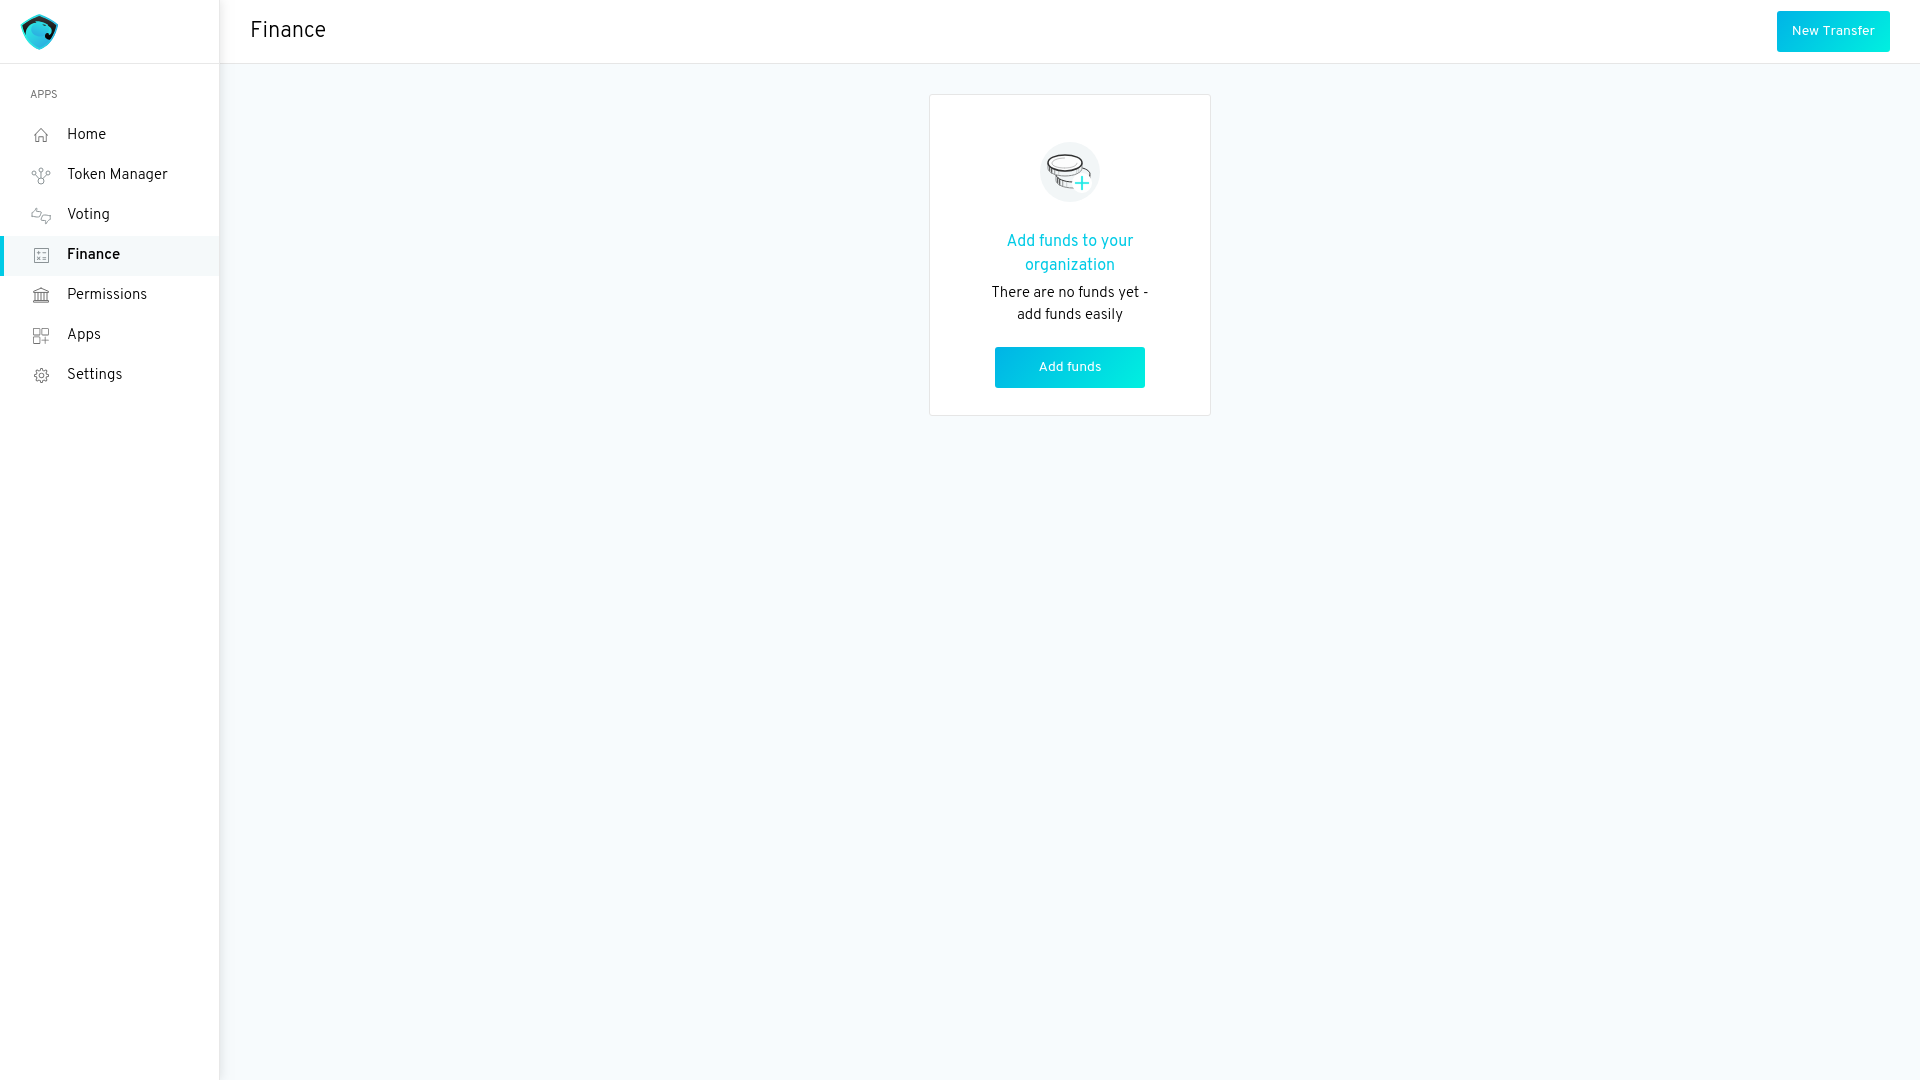 Finance
New Transfer
APPS
Home
Token Manager
Voting
Finance
Permissions
Apps
Settings
Add funds to your
organization
There are no funds yet -
add funds easily
Add funds